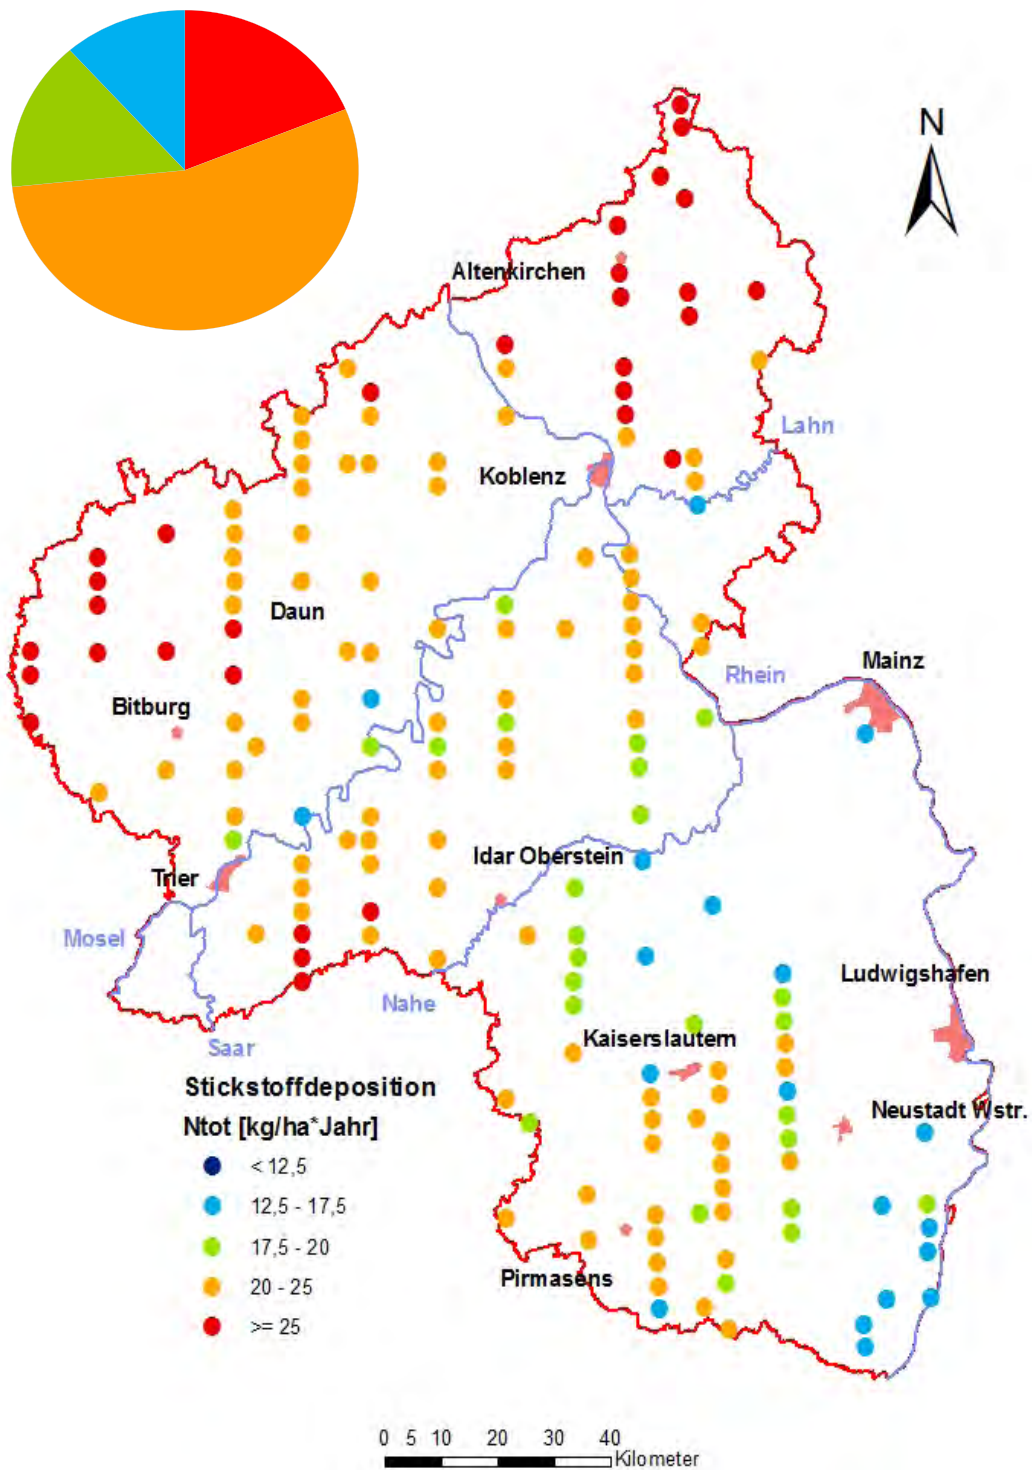 N
Altenkirchen
Lahn
Koblenz
Daun
Mainz
Rhein
Bitburg
Idar Oberstein
Trier
Mosel
Ludwigshafen
Nahe
Kaiserslautern
Saar
Stickstoffdeposition
Ntot [kg/ha*Jahr]
< 12,5
12,5 - 17,5
17,5 - 20
20 - 25
>= 25
Neustadt Wstr.
Pirmasens
0 5 10 20 30 40
Kilometer